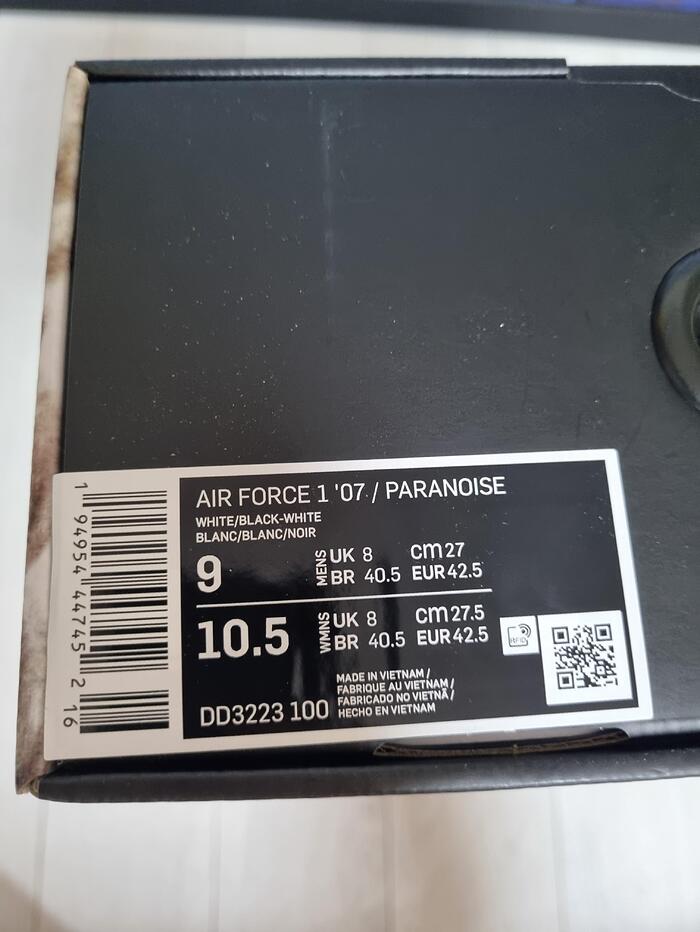 AIR FORCE 1 '07 / PARANOISE
WHITE/BLACK-WHITE
BLANC/BLANC/NOIR
9 MENS UK 8 cm 27
BR 40.5 EUR 42.5
10.5 WMNS UK 8 cm 27.5
BR 40.5 EUR 42.5
RFID
MADE IN VIETNAM /
FABRIQUE AU VIETNAM /
FABRICADO NO VIETNÃ /
HECHO EN VIETNAM
DD3223 100
1 94954 44745 2 16